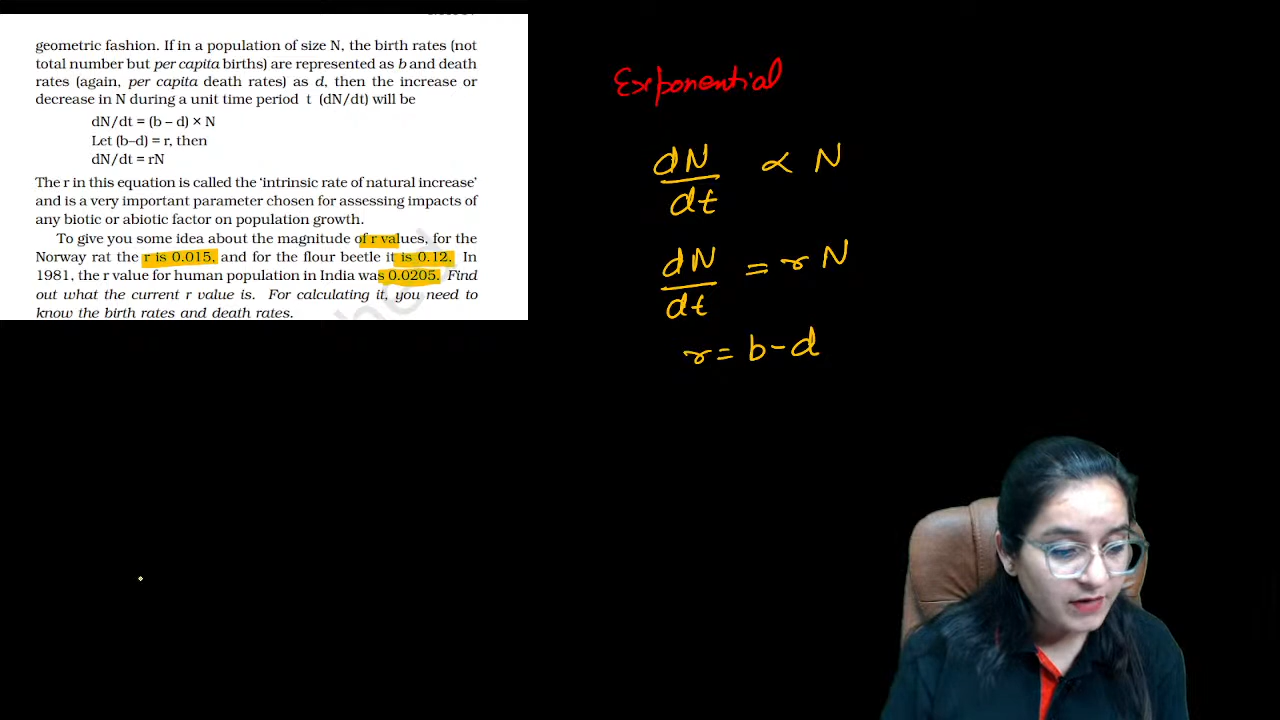 geometric fashion. If in a population of size N, the birth rates (not
total number but per capita births) are represented as b and death
rates (again, per capita death rates) as d, then the increase or
decrease in N during a unit time period t (dN/dt) will be
dN/dt = (b – d) × N
Let (b–d) = r, then
dN/dt = rN
The r in this equation is called the ‘intrinsic rate of natural increase’
and is a very important parameter chosen for assessing impacts of
any biotic or abiotic factor on population growth.
To give you some idea about the magnitude of r values, for the
Norway rat the r is 0.015, and for the flour beetle it is 0.12. In
1981, the r value for human population in India was 0.0205. Find
out what the current r value is. For calculating it, you need to
know the birth rates and death rates.
Exponential
dN/dt ∝ N
dN/dt = rN
r = b - d